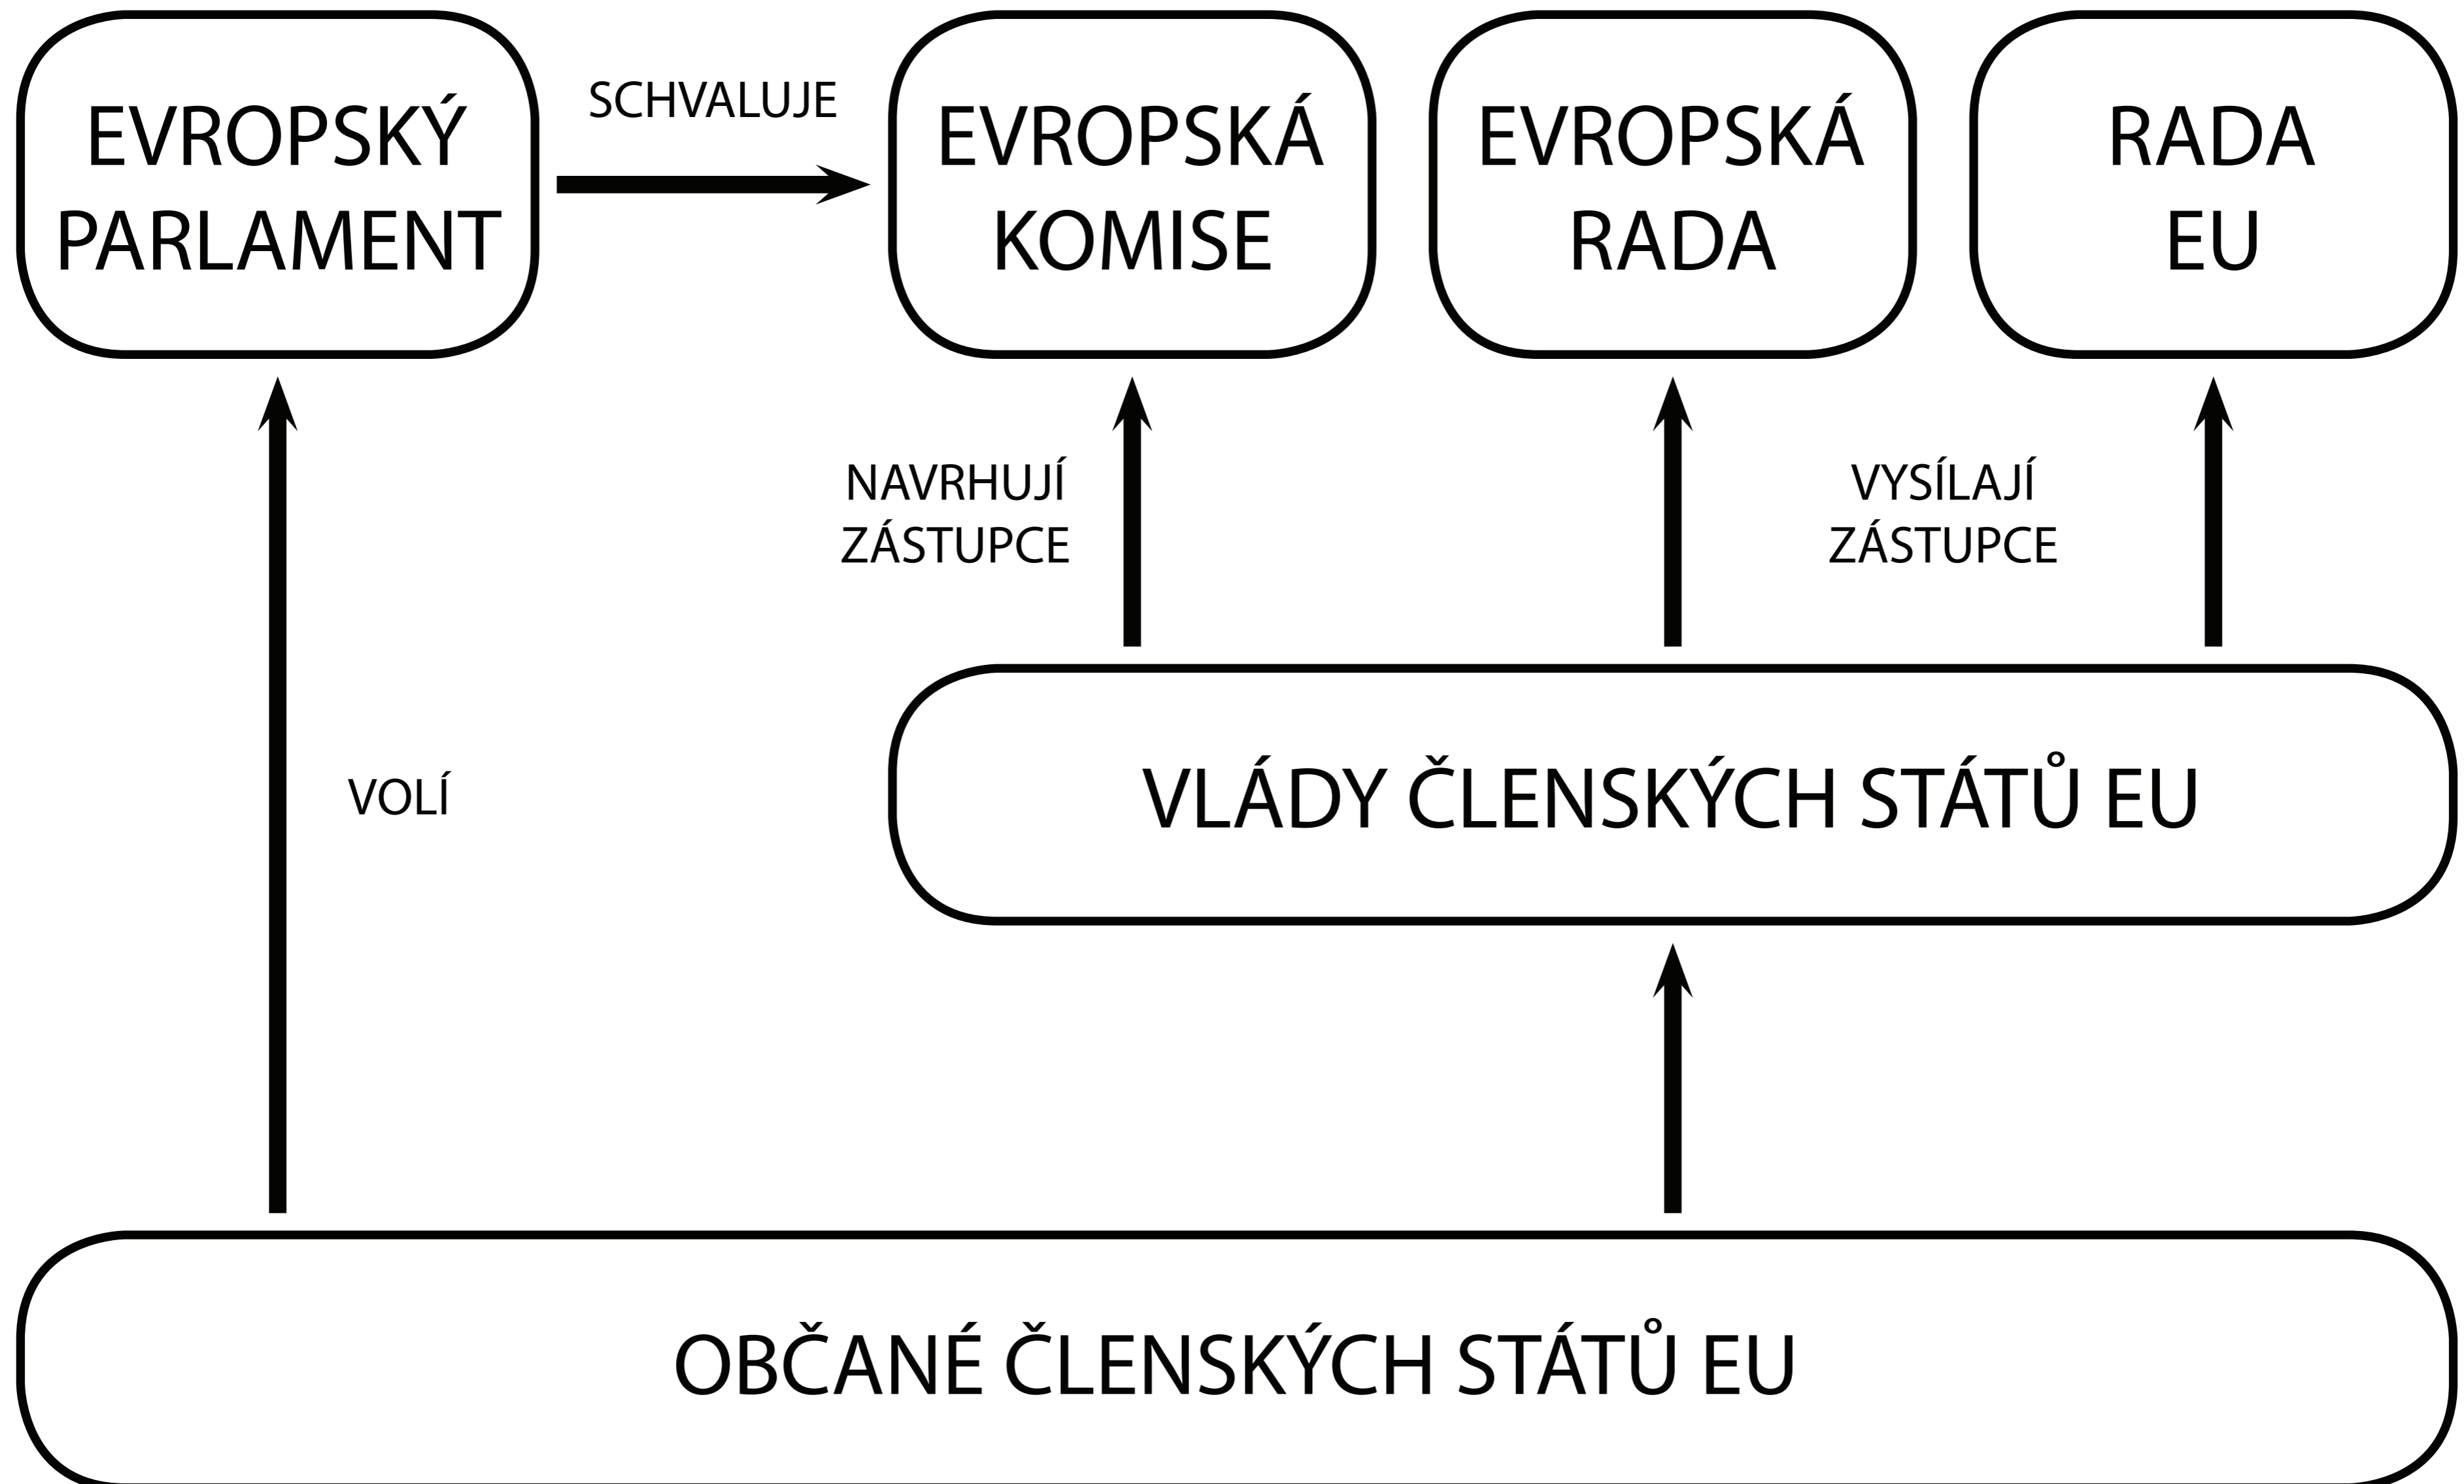 EVROPSKÝ
PARLAMENT
SCHVALUJE
EVROPSKÁ
KOMISE
EVROPSKÁ
RADA
RADA
EU
NAVRHUJÍ
ZÁSTUPCE
VYSÍLAJÍ
ZÁSTUPCE
VOLÍ
VLÁDY ČLENSKÝCH STÁTŮ EU
OBČANÉ ČLENSKÝCH STÁTŮ EU